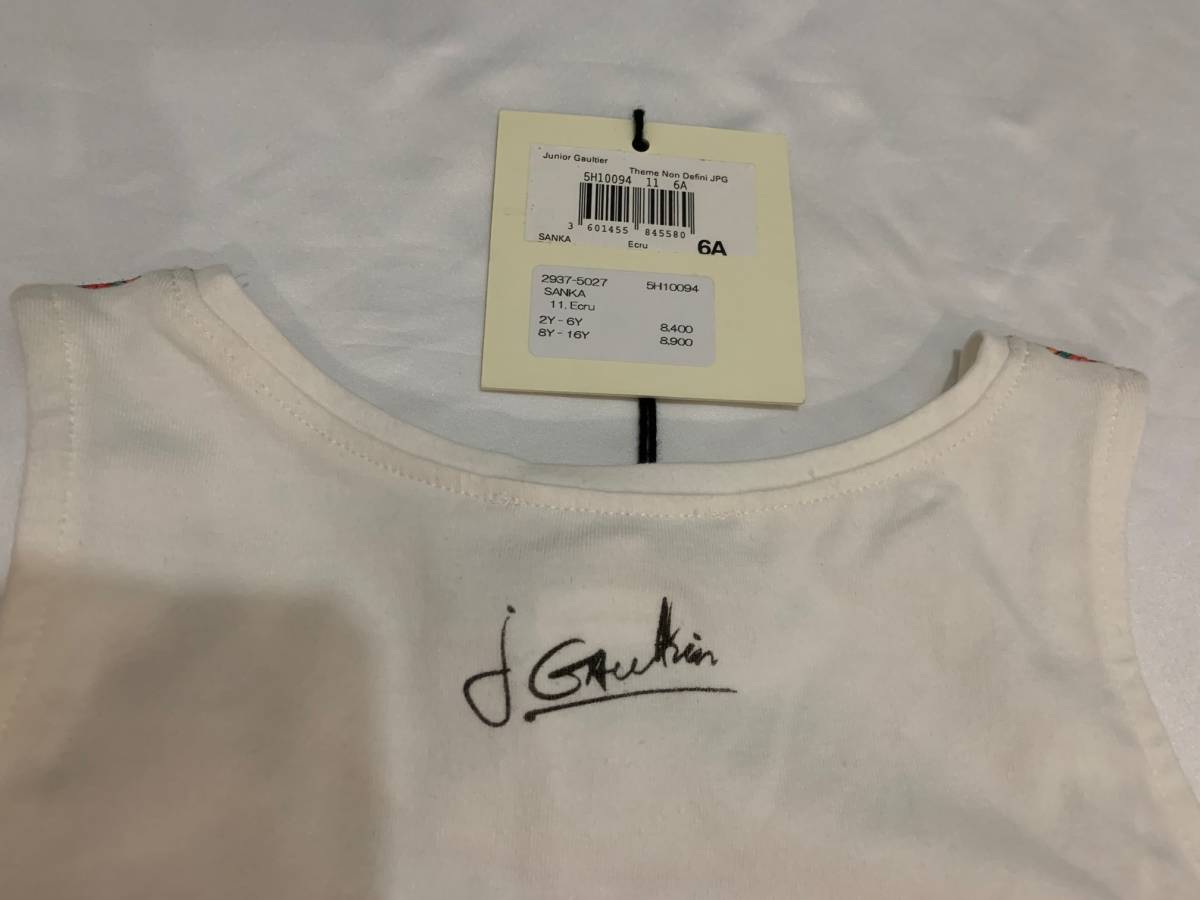 Junior Gaultier
Theme Non Defini JPG
5H10094 11 6A
3 601455 845580
SANKA Ecru 6A
2937-5027 5H10094
SANKA
11. Ecru
2Y - 6Y 8.400
8Y - 16Y 8.900
J. Gaultier